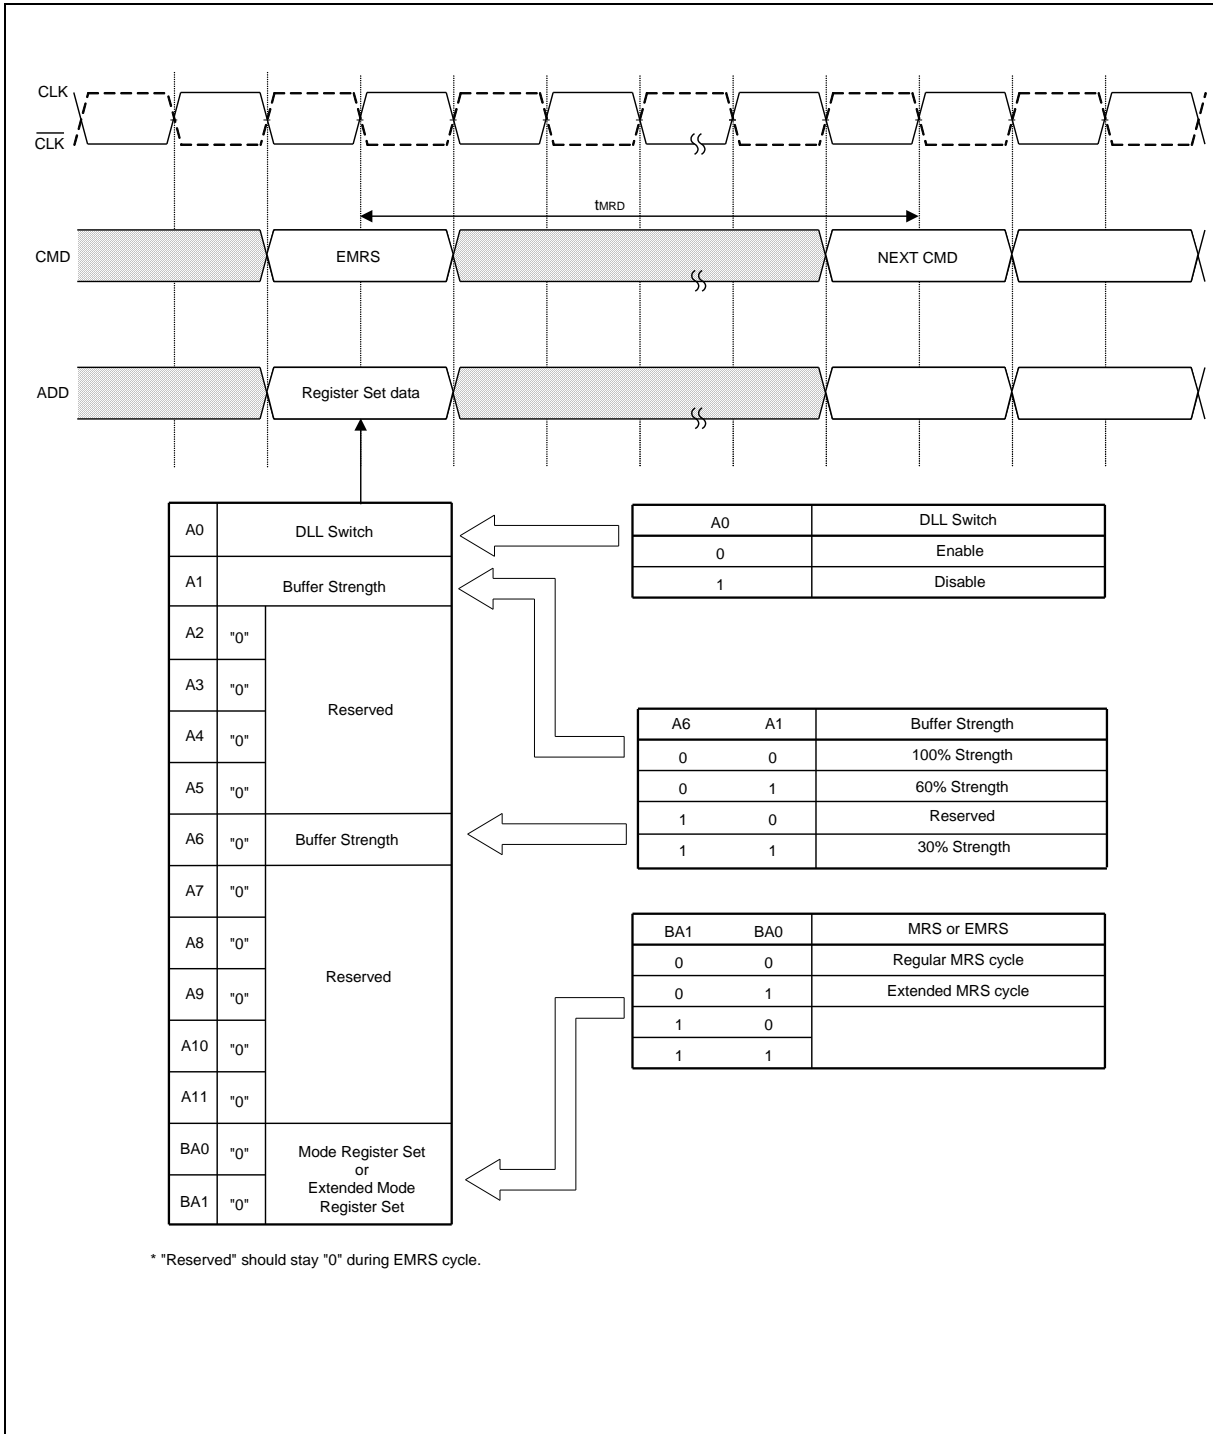 CLK
CLK
tMRD
CMD
EMRS
NEXT CMD
ADD
Register Set data
A0 DLL Switch
A1 Buffer Strength
A2 "0"
A3 "0"
Reserved
A4 "0"
A5 "0"
A6 "0" Buffer Strength
A7 "0"
A8 "0"
Reserved
A9 "0"
A10 "0"
A11 "0"
BA0 "0"
BA1 "0"
Mode Register Set
or
Extended Mode
Register Set
A0 DLL Switch
0 Enable
1 Disable
A6 A1 Buffer Strength
0 0 100% Strength
0 1 60% Strength
1 0 Reserved
1 1 30% Strength
BA1 BA0 MRS or EMRS
0 0 Regular MRS cycle
0 1 Extended MRS cycle
1 0
1 1
* "Reserved" should stay "0" during EMRS cycle.